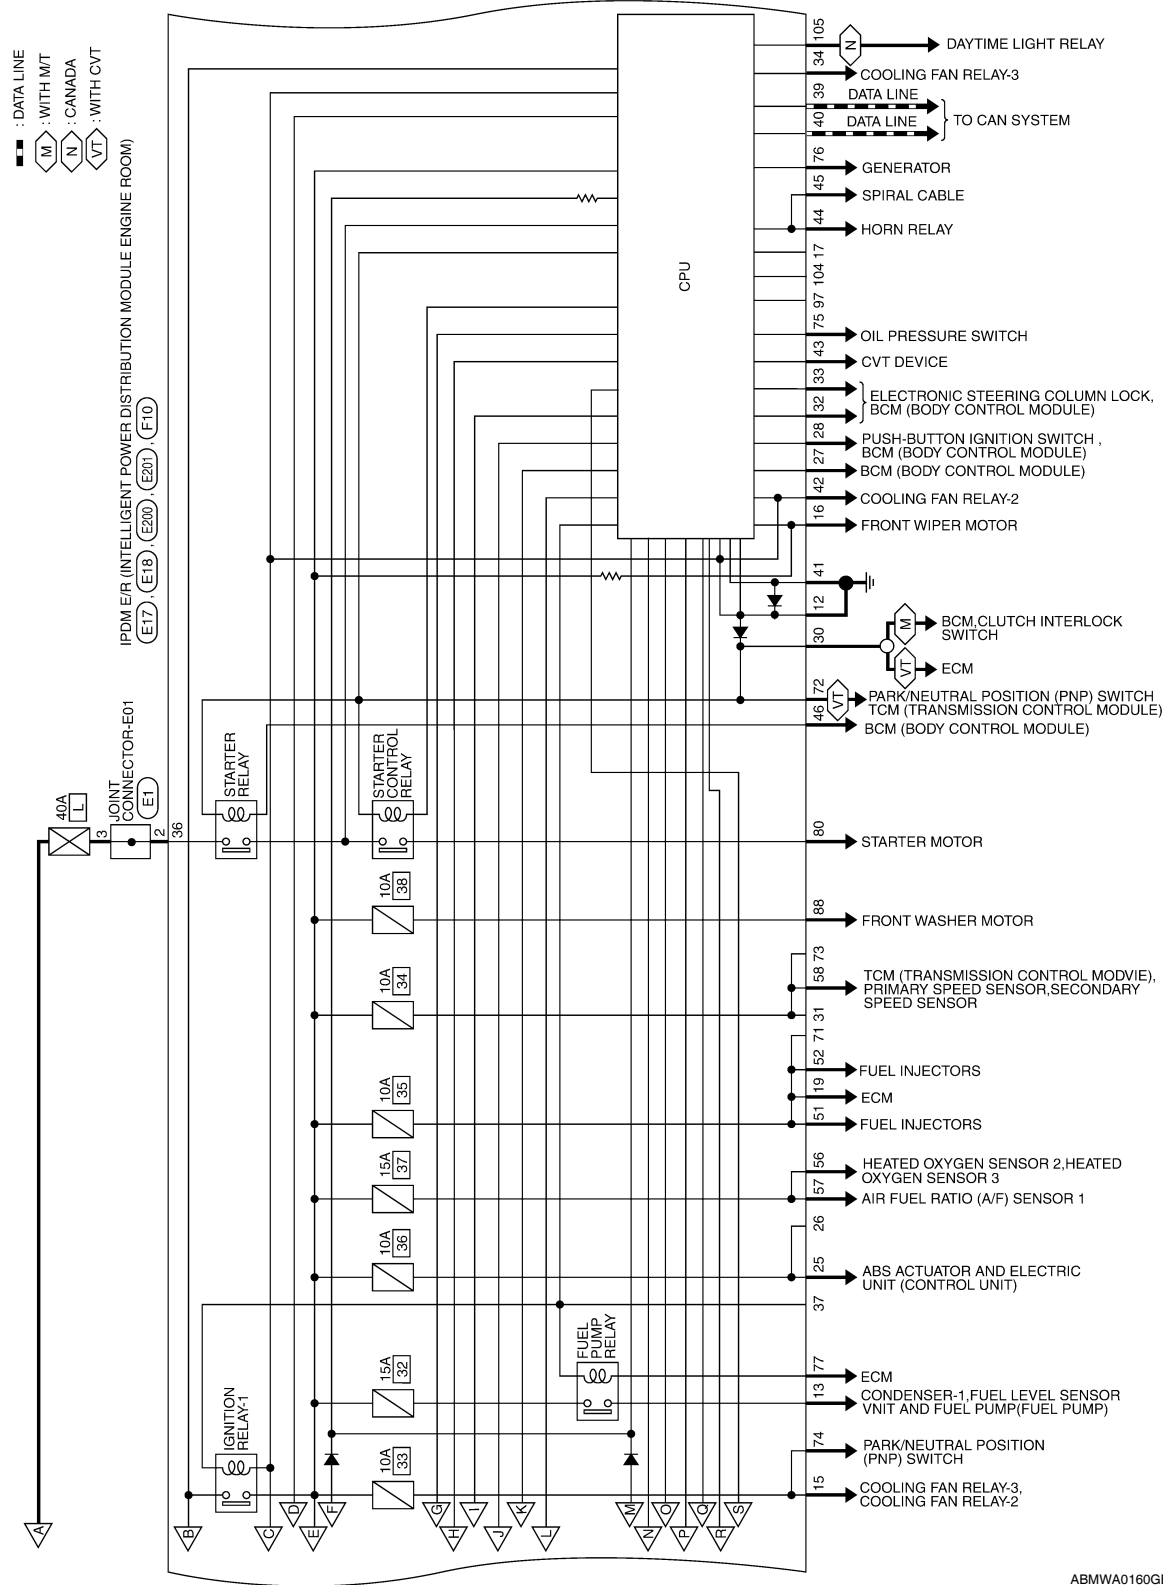 : DATA LINE
M : WITH M/T
N : CANADA
VT : WITH CVT
IPDM E/R (INTELLIGENT POWER DISTRIBUTION MODULE ENGINE ROOM)
E17 , E18 , E200 , E201 , F10
CPU
105 N DAYTIME LIGHT RELAY
34 COOLING FAN RELAY-3
39 DATA LINE
40 DATA LINE
TO CAN SYSTEM
76 GENERATOR
45 SPIRAL CABLE
44 HORN RELAY
17
104
97
75 OIL PRESSURE SWITCH
43 CVT DEVICE
33
32
ELECTRONIC STEERING COLUMN LOCK,
BCM (BODY CONTROL MODULE)
28 PUSH-BUTTON IGNITION SWITCH ,
BCM (BODY CONTROL MODULE)
27 BCM (BODY CONTROL MODULE)
42 COOLING FAN RELAY-2
16 FRONT WIPER MOTOR
41
12
30
M BCM,CLUTCH INTERLOCK
SWITCH
VT ECM
72 VT PARK/NEUTRAL POSITION (PNP) SWITCH
TCM (TRANSMISSION CONTROL MODULE)
46 BCM (BODY CONTROL MODULE)
40A
L
3
JOINT
CONNECTOR-E01
E1
2
36
STARTER
RELAY
STARTER
CONTROL
RELAY
80 STARTER MOTOR
10A
38
88 FRONT WASHER MOTOR
10A
34
73
58
31
TCM (TRANSMISSION CONTROL MODVIE),
PRIMARY SPEED SENSOR,SECONDARY
SPEED SENSOR
71
10A
35
52 FUEL INJECTORS
19 ECM
51 FUEL INJECTORS
15A
37
56 HEATED OXYGEN SENSOR 2,HEATED
OXYGEN SENSOR 3
57 AIR FUEL RATIO (A/F) SENSOR 1
26
10A
36
25 ABS ACTUATOR AND ELECTRIC
UNIT (CONTROL UNIT)
37
FUEL
PUMP
RELAY
15A
32
77 ECM
13 CONDENSER-1,FUEL LEVEL SENSOR
VNIT AND FUEL PUMP(FUEL PUMP)
IGNITION
RELAY-1
10A
33
74 PARK/NEUTRAL POSITION
(PNP) SWITCH
15 COOLING FAN RELAY-3,
COOLING FAN RELAY-2
A
B
C
D
E
F
G
H
I
J
K
L
M
N
O
P
Q
R
S
ABMWA0160GI